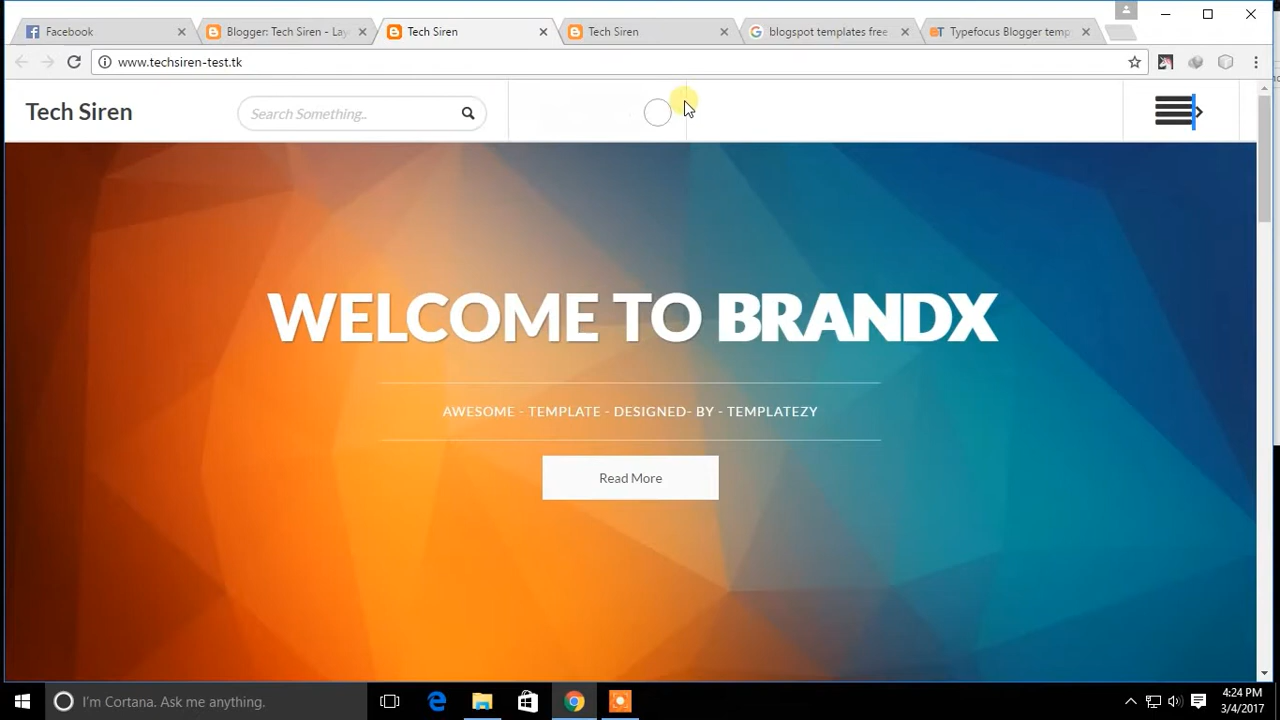 Facebook
Blogger: Tech Siren - Lay
Tech Siren
Tech Siren
blogspot templates free
Typefocus Blogger temp
www.techsiren-test.tk
Tech Siren
Search Something..
WELCOME TO BRANDX
AWESOME - TEMPLATE - DESIGNED- BY - TEMPLATEZY
Read More
I'm Cortana. Ask me anything.
4:24 PM
3/4/2017